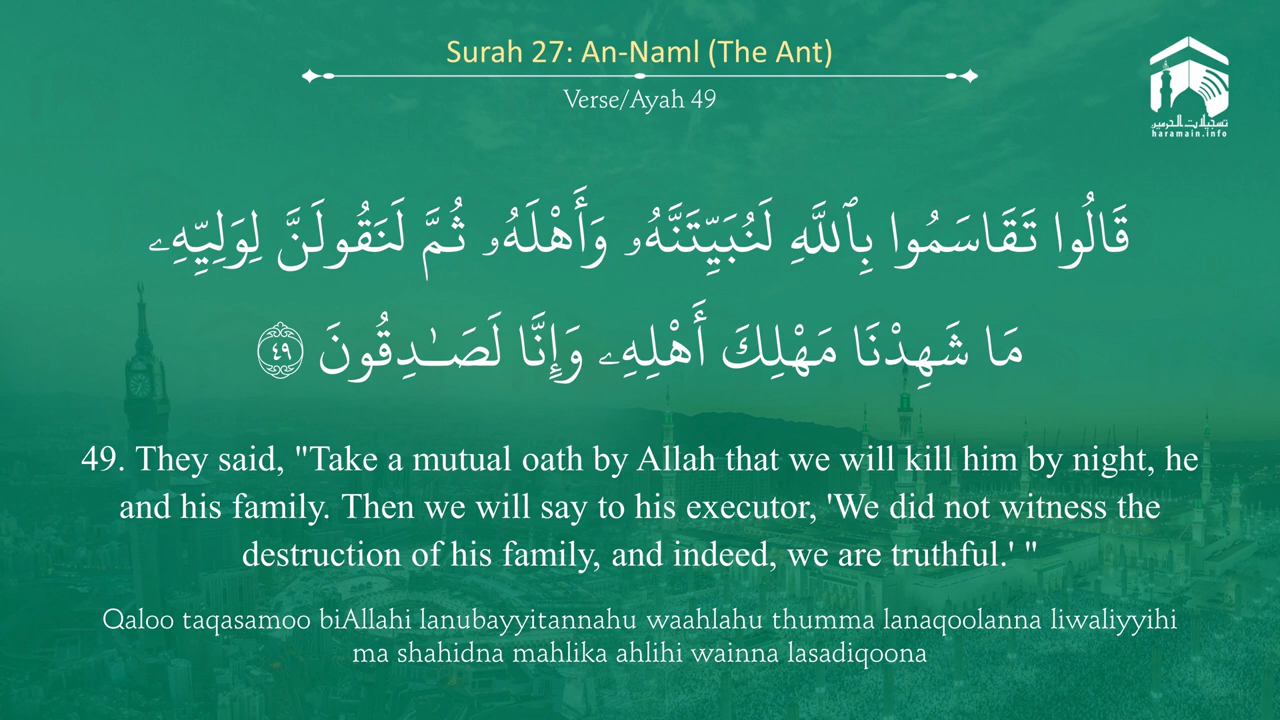 Surah 27: An-Naml (The Ant)
Verse/Ayah 49
تسجيلات الحرمين
haramain.info
قَالُوا تَقَاسَمُوا بِٱللَّهِ لَنُبَيِّتَنَّهُۥ وَأَهْلَهُۥ ثُمَّ لَنَقُولَنَّ لِوَلِيِّهِۦ
مَا شَهِدْنَا مَهْلِكَ أَهْلِهِۦ وَإِنَّا لَصَـٰدِقُونَ ٤٩
49. They said, "Take a mutual oath by Allah that we will kill him by night, he
and his family. Then we will say to his executor, 'We did not witness the
destruction of his family, and indeed, we are truthful.' "
Qaloo taqasamoo biAllahi lanubayyitannahu waahlahu thumma lanaqoolanna liwaliyyihi
ma shahidna mahlika ahlihi wainna lasadiqoona